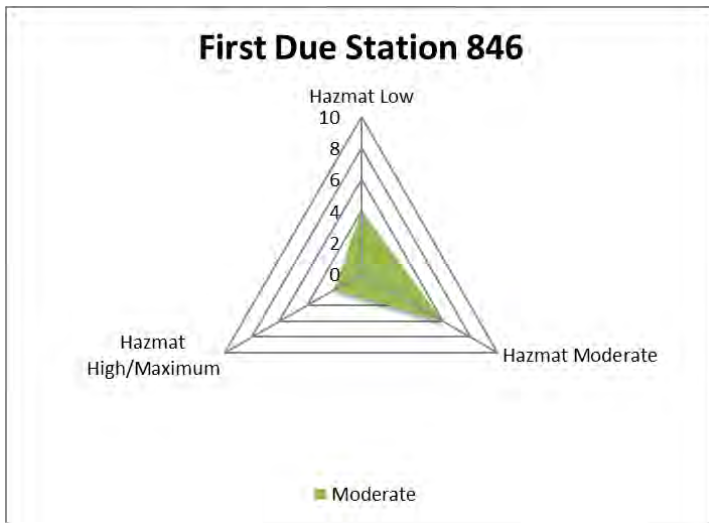 First Due Station 846
Hazmat Low
10
8
6
4
2
0
Hazmat
High/Maximum
Hazmat Moderate
Moderate